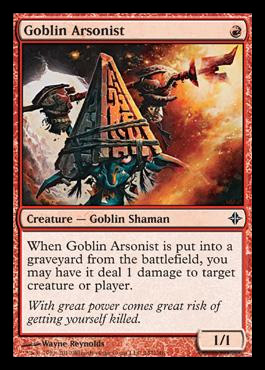 Goblin Arsonist
Creature — Goblin Shaman
When Goblin Arsonist is put into a
graveyard from the battlefield, you
may have it deal 1 damage to target
creature or player.
With great power comes great risk of
getting yourself killed.
Wayne Reynolds
1/1